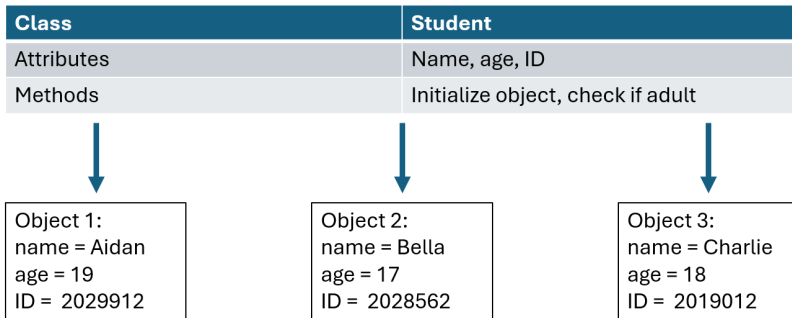 Class Student
Attributes Name, age, ID
Methods Initialize object, check if adult
Object 1:
name = Aidan
age = 19
ID =  2029912
Object 2:
name = Bella
age = 17
ID =  2028562
Object 3:
name = Charlie
age = 18
ID =  2019012